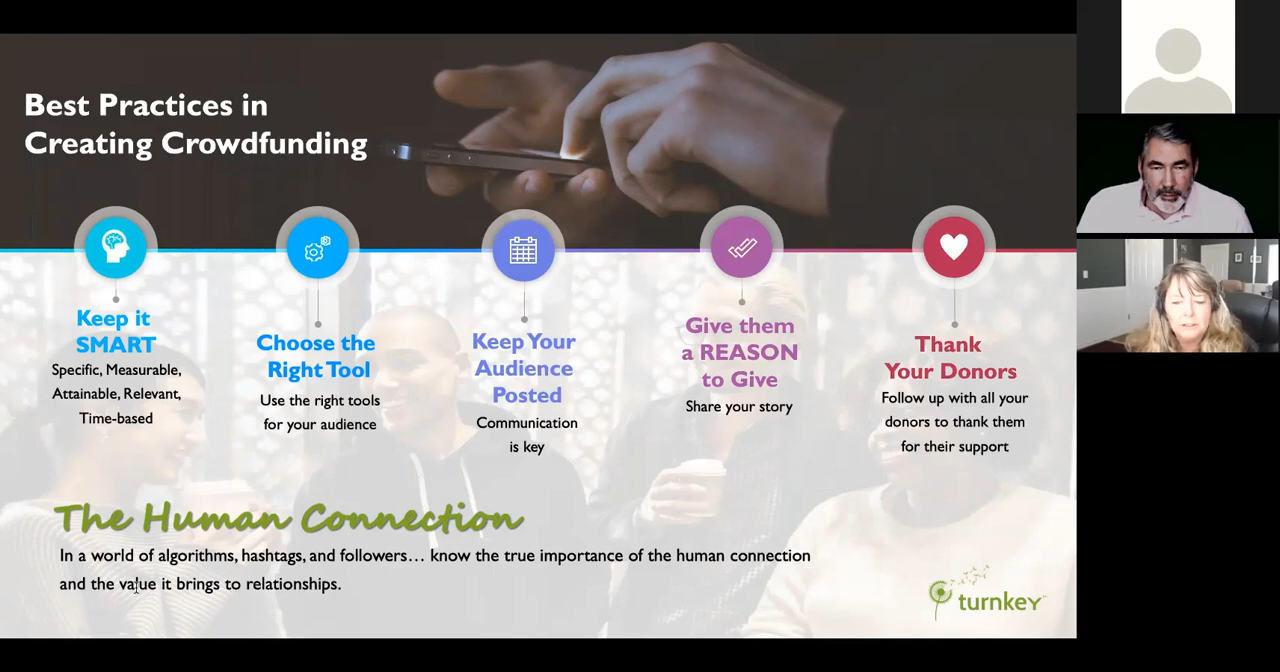 Best Practices in
Creating Crowdfunding
Keep it
SMART
Specific, Measurable,
Attainable, Relevant,
Time-based
Choose the
Right Tool
Use the right tools
for your audience
Keep Your
Audience
Posted
Communication
is key
Give them
a REASON
to Give
Share your story
Thank
Your Donors
Follow up with all your
donors to thank them
for their support
The Human Connection
In a world of algorithms, hashtags, and followers… know the true importance of the human connection
and the value it brings to relationships.
turnkey